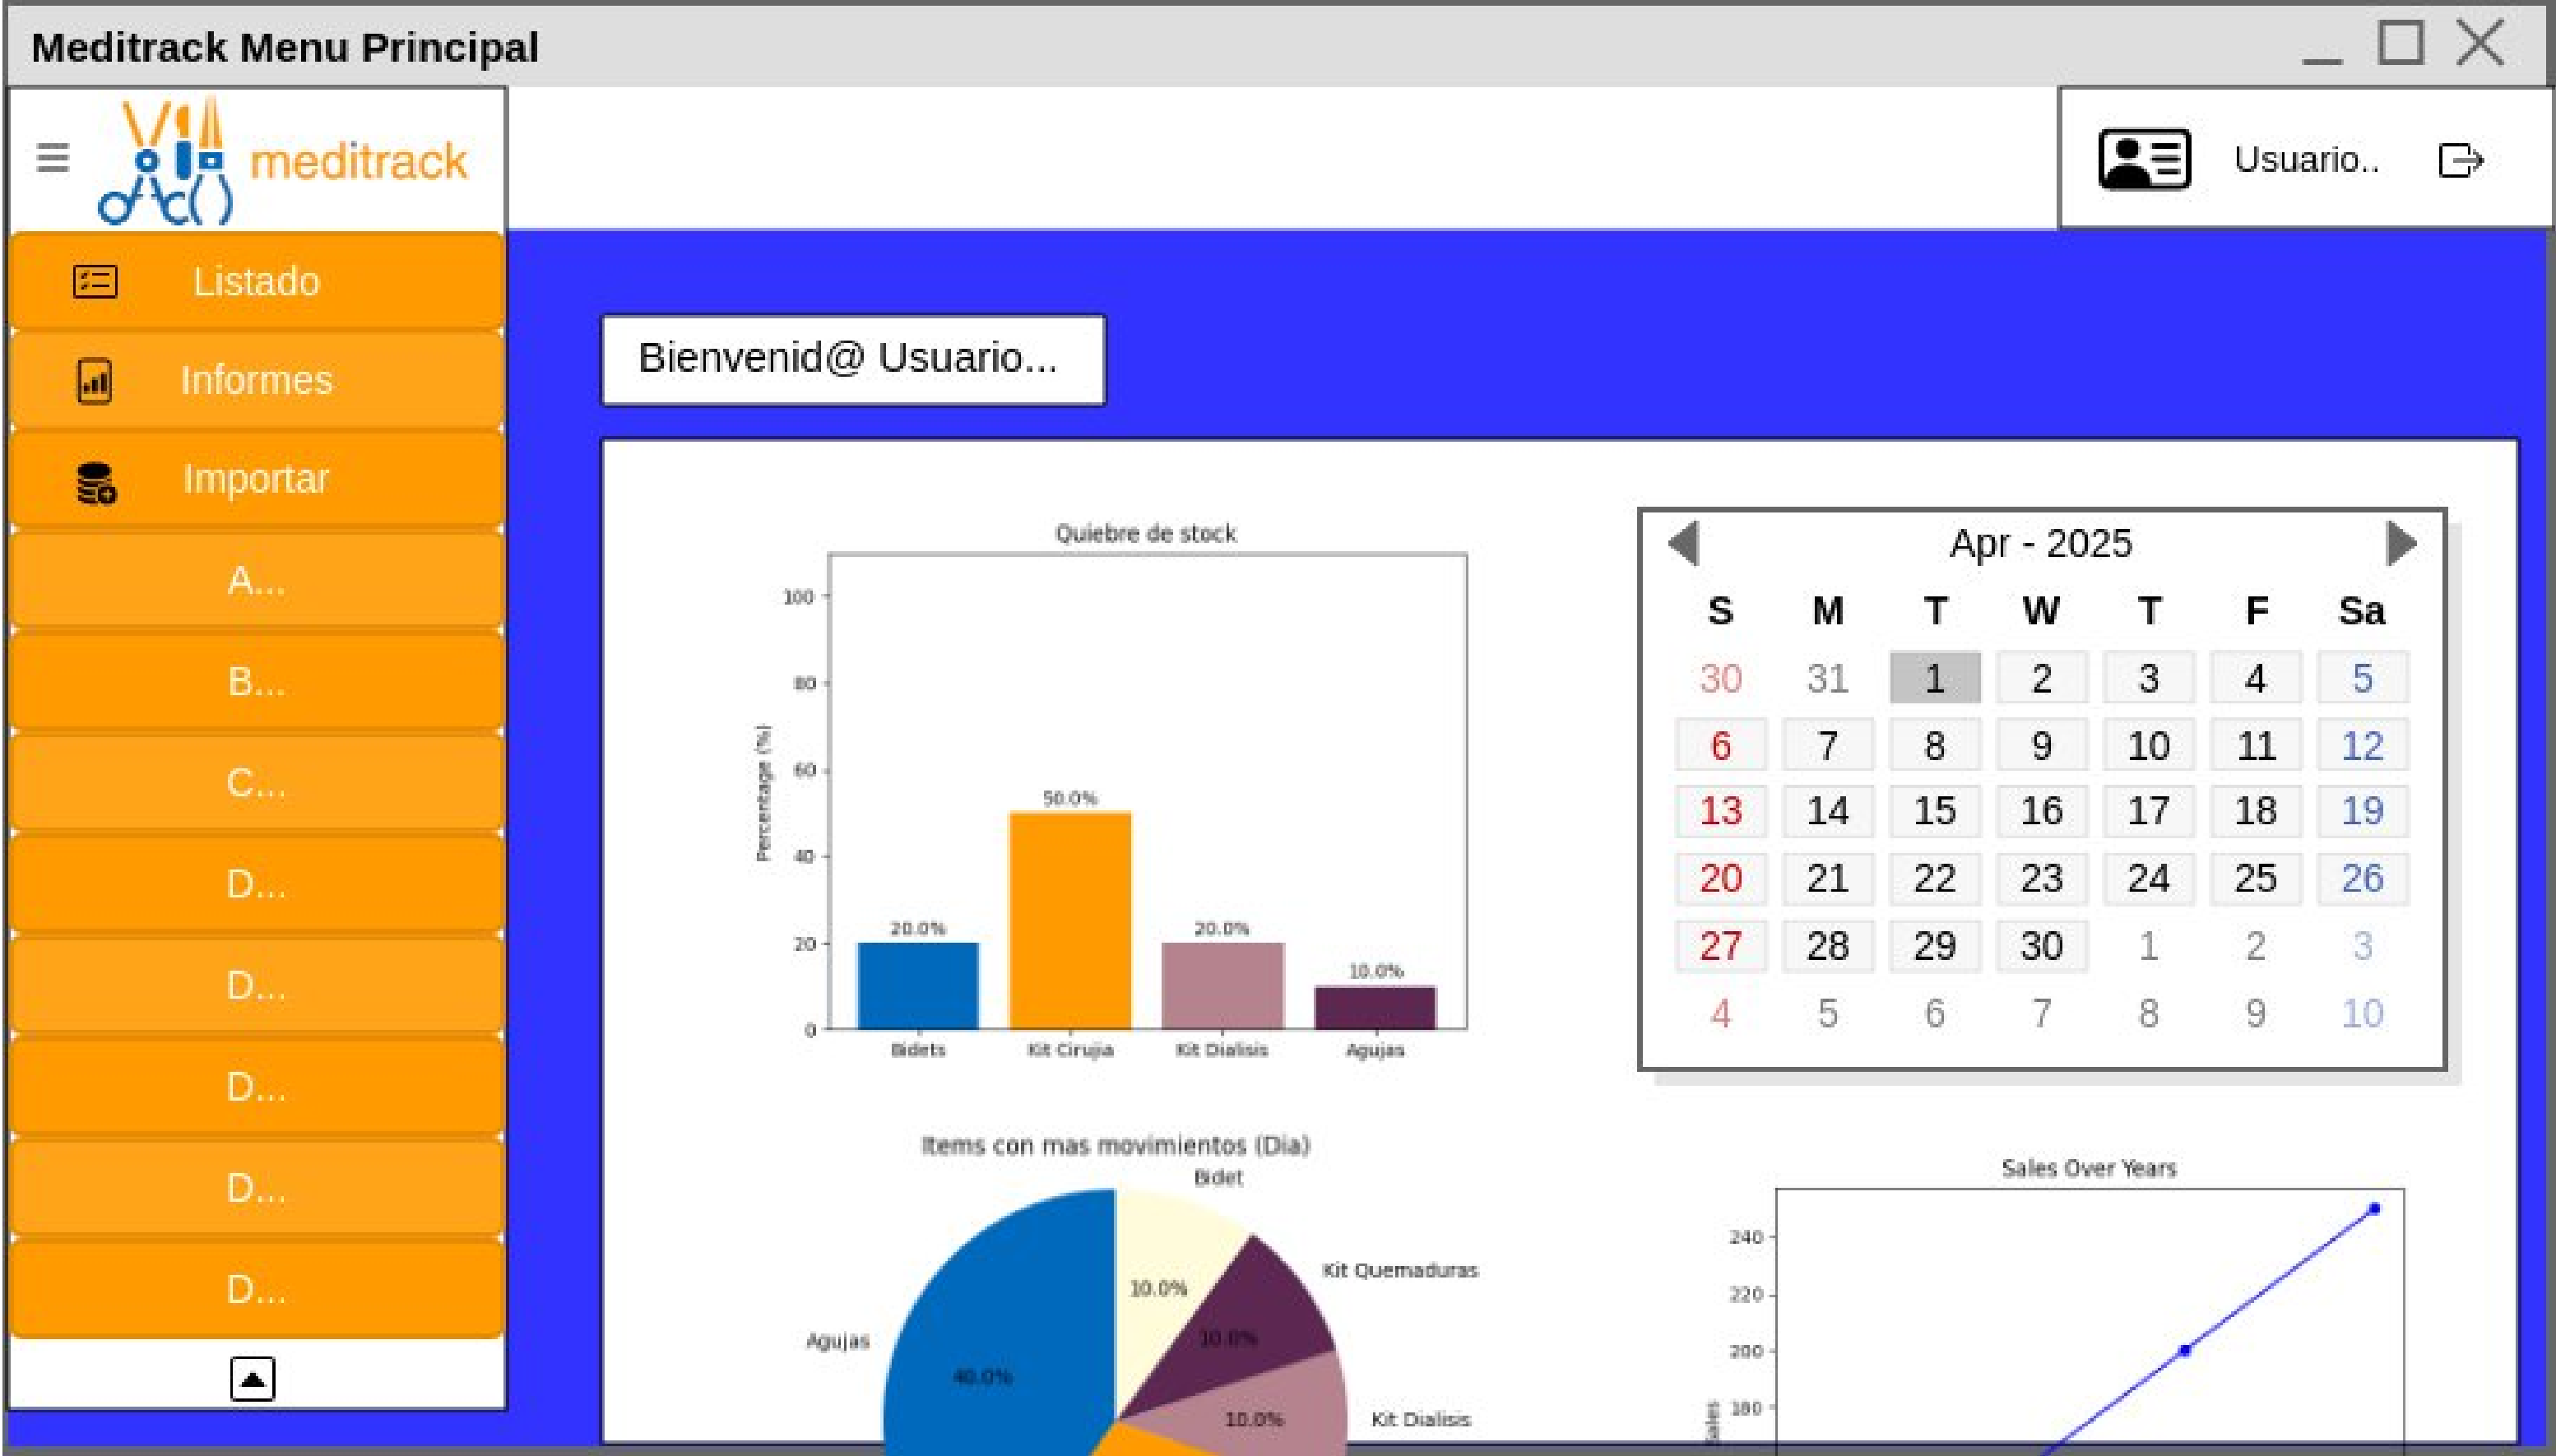 Meditrack Menu Principal
meditrack
Usuario..
Listado
Informes
Importar
A...
B...
C...
D...
D...
D...
D...
D...
Bienvenid@ Usuario...
Quiebre de stock
Percentage (%)
100
80
60
40
20
0
50.0%
20.0%
20.0%
10.0%
Bidets Kit Cirujia Kit Dialisis Agujas
Apr - 2025
S M T W T F Sa
30 31 1 2 3 4 5
6 7 8 9 10 11 12
13 14 15 16 17 18 19
20 21 22 23 24 25 26
27 28 29 30 1 2 3
4 5 6 7 8 9 10
Items con mas movimientos (Dia)
Bidet
Kit Quemaduras
10.0%
10.0%
Agujas
40.0%
10.0%
Kit Dialisis
Sales Over Years
240
220
200
180
Sales